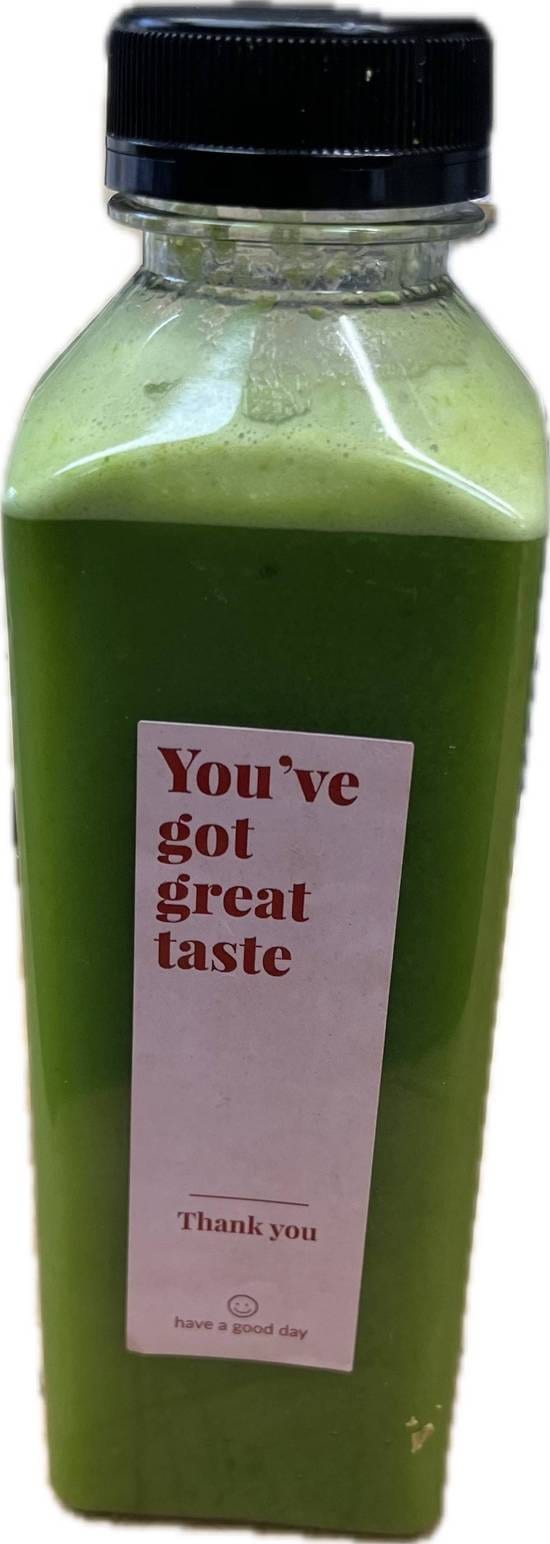 You’ve
got
great
taste
Thank you
have a good day